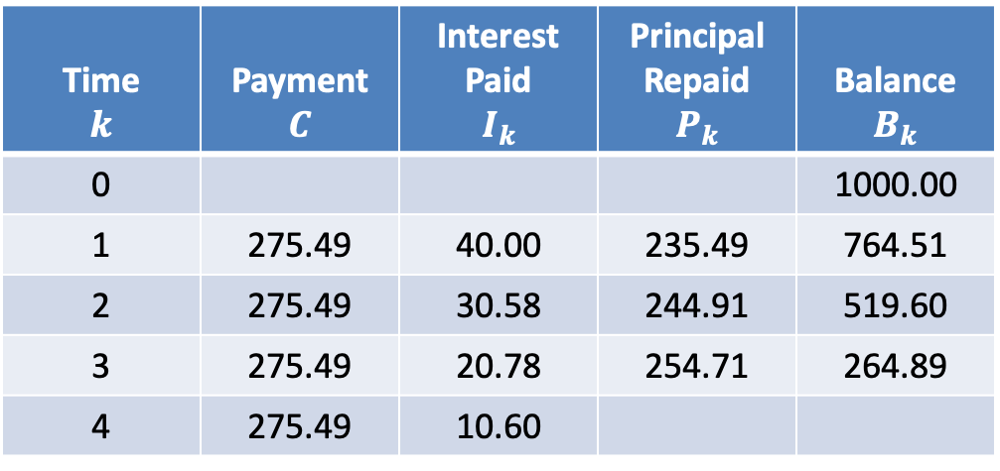 Time k Payment C Interest Paid I_k Principal Repaid P_k Balance B_k
0 1000.00
1 275.49 40.00 235.49 764.51
2 275.49 30.58 244.91 519.60
3 275.49 20.78 254.71 264.89
4 275.49 10.60